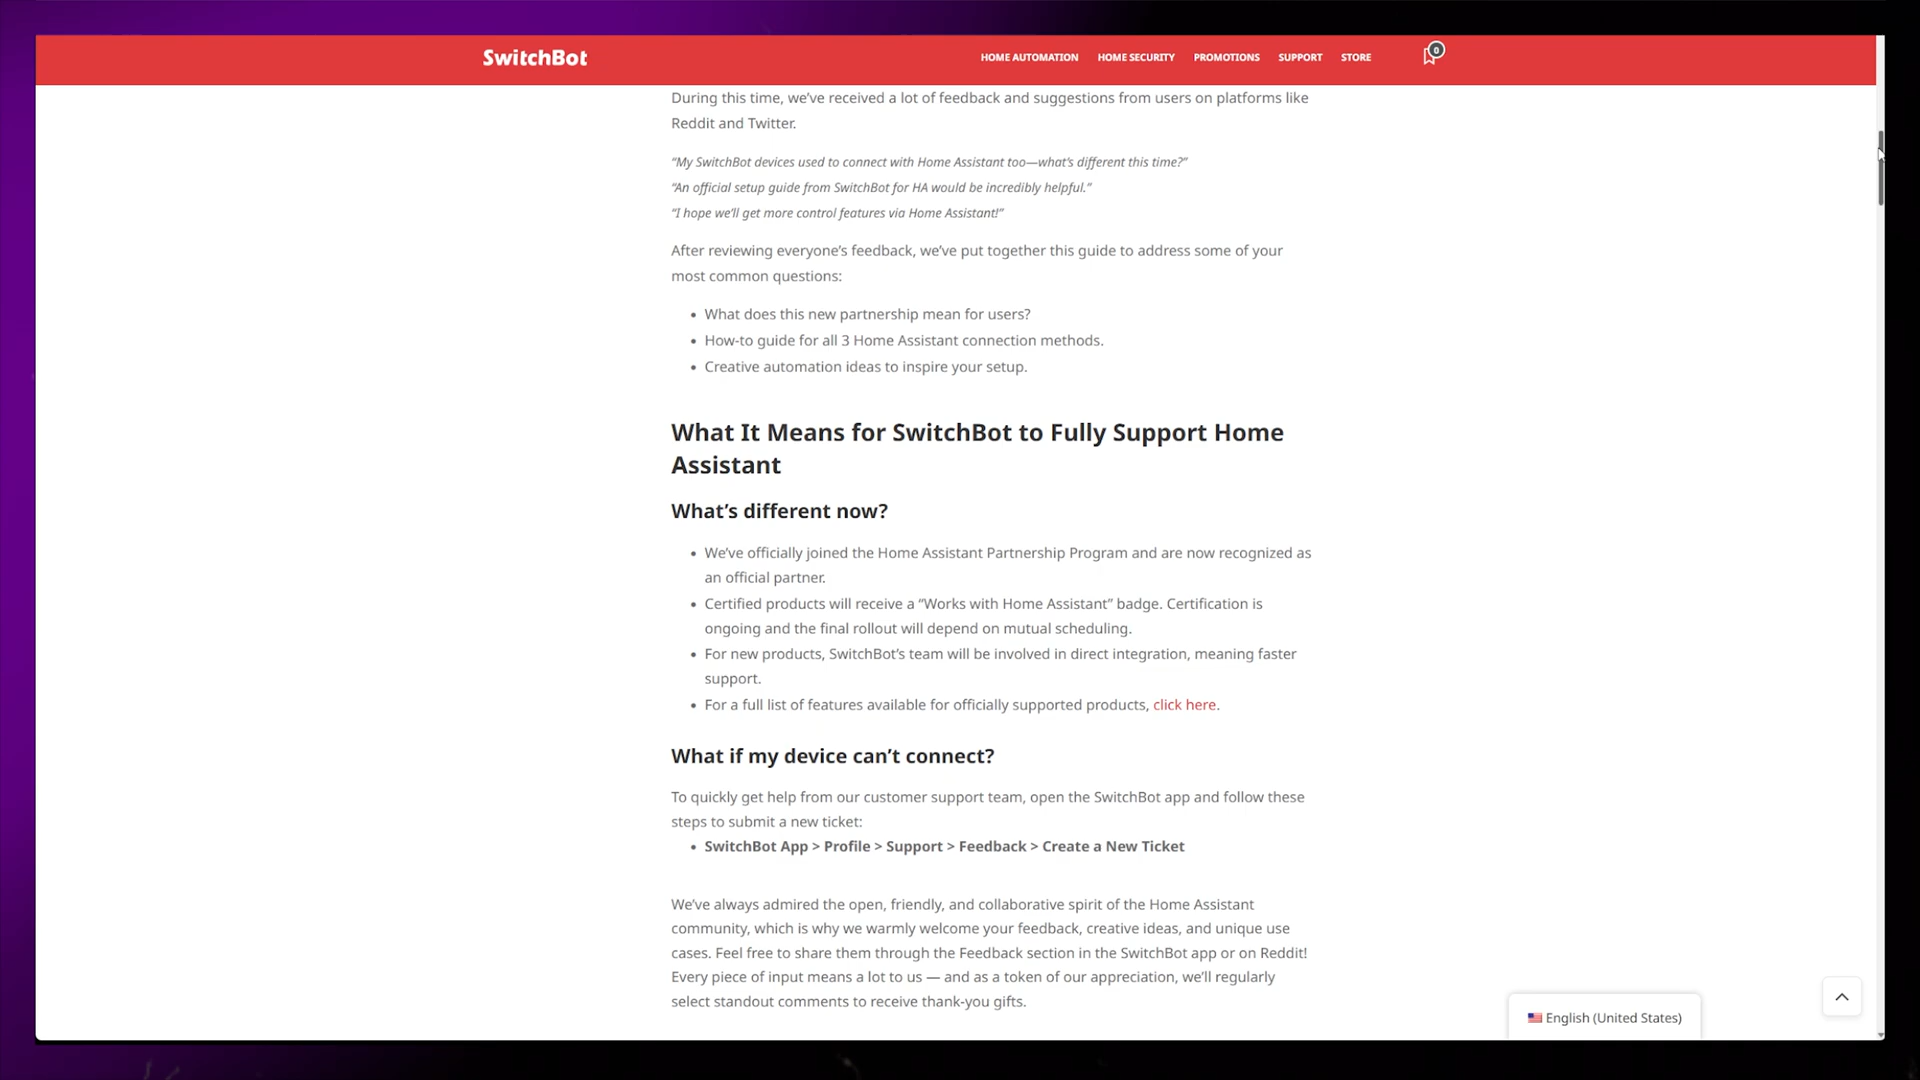 SwitchBot
HOME AUTOMATION HOME SECURITY PROMOTIONS SUPPORT STORE 0
During this time, we’ve received a lot of feedback and suggestions from users on platforms like
Reddit and Twitter.
“My SwitchBot devices used to connect with Home Assistant too—what’s different this time?”
“An official setup guide from SwitchBot for HA would be incredibly helpful.”
“I hope we’ll get more control features via Home Assistant!”
After reviewing everyone’s feedback, we’ve put together this guide to address some of your
most common questions:
• What does this new partnership mean for users?
• How-to guide for all 3 Home Assistant connection methods.
• Creative automation ideas to inspire your setup.
What It Means for SwitchBot to Fully Support Home
Assistant
What’s different now?
• We’ve officially joined the Home Assistant Partnership Program and are now recognized as
an official partner.
• Certified products will receive a “Works with Home Assistant” badge. Certification is
ongoing and the final rollout will depend on mutual scheduling.
• For new products, SwitchBot’s team will be involved in direct integration, meaning faster
support.
• For a full list of features available for officially supported products, click here.
What if my device can’t connect?
To quickly get help from our customer support team, open the SwitchBot app and follow these
steps to submit a new ticket:
• SwitchBot App > Profile > Support > Feedback > Create a New Ticket
We’ve always admired the open, friendly, and collaborative spirit of the Home Assistant
community, which is why we warmly welcome your feedback, creative ideas, and unique use
cases. Feel free to share them through the Feedback section in the SwitchBot app or on Reddit!
Every piece of input means a lot to us — and as a token of our appreciation, we’ll regularly
select standout comments to receive thank-you gifts.
English (United States)